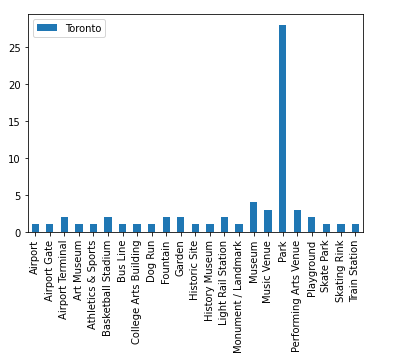 Toronto
25
20
15
10
5
0
Airport
Airport Gate
Airport Terminal
Art Museum
Athletics & Sports
Basketball Stadium
Bus Line
College Arts Building
Dog Run
Fountain
Garden
Historic Site
History Museum
Light Rail Station
Monument / Landmark
Museum
Music Venue
Park
Performing Arts Venue
Playground
Skate Park
Skating Rink
Train Station